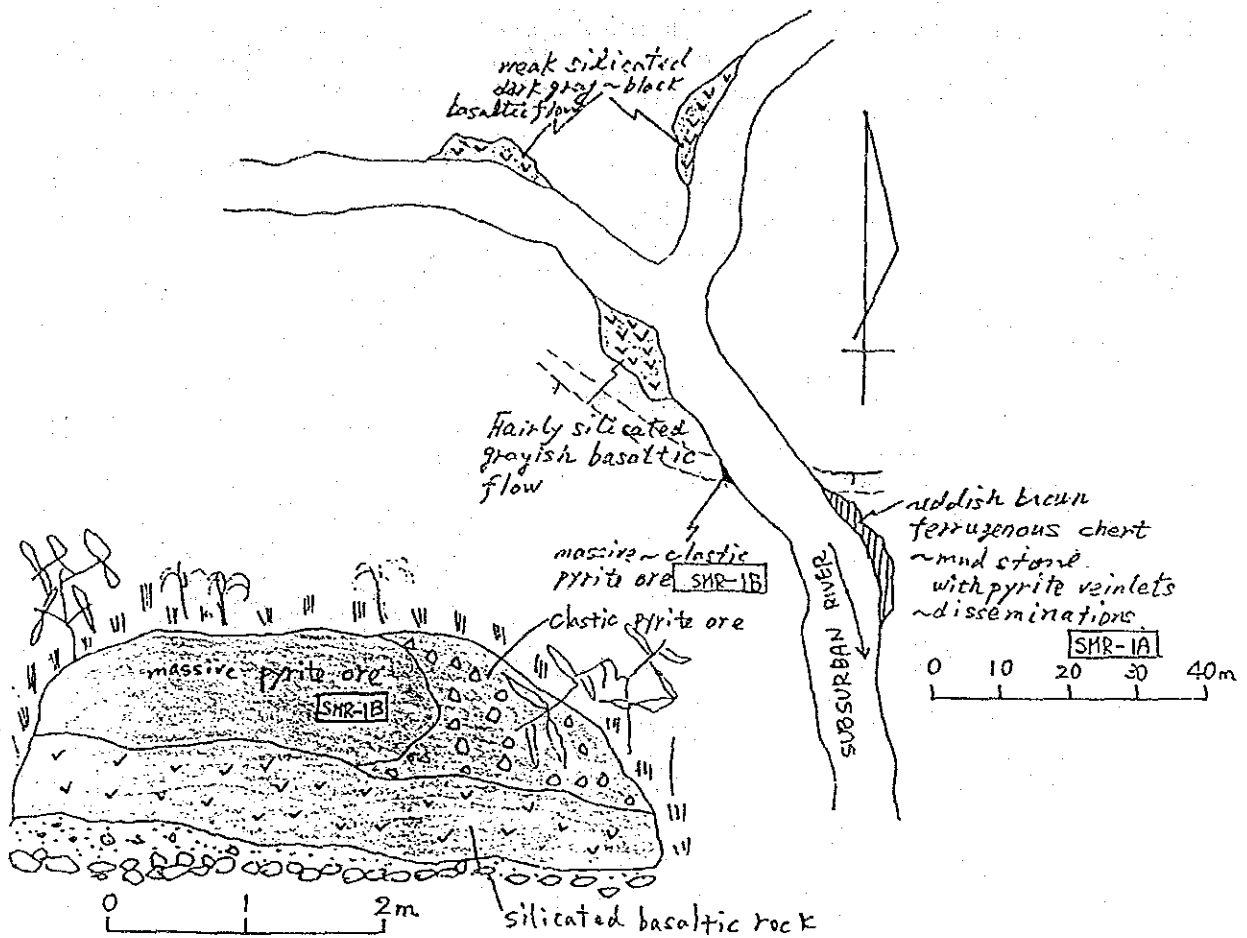 weak silicated
dark gray ~ black
basaltic flow
Fairly silicated
grayish basaltic
flow
massive ~ clastic
pyrite ore SMR-1B
clastic pyrite ore
reddish brown
ferrugenous chert
~ mud stone.
with pyrite veinlets
~ disseminations
SMR-1A
0 10 20 30 40m
SUBSURBAN RIVER
massive pyrite ore
SMR-1B
0 1 2m
silicated basaltic rock